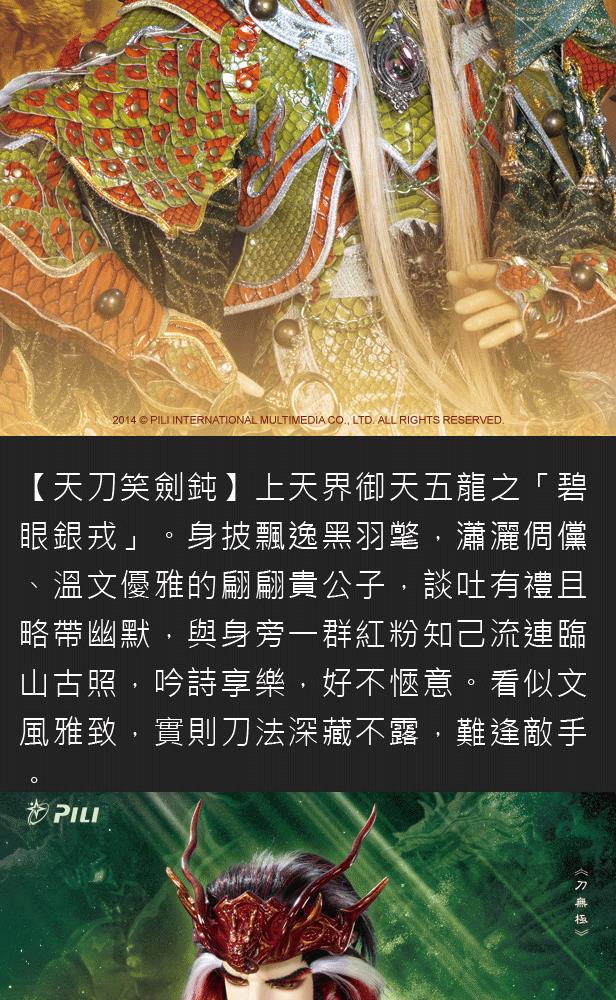 2014 © PILI INTERNATIONAL MULTIMEDIA CO., LTD. ALL RIGHTS RESERVED.
【天刀笑劍鈍】上天界御天五龍之「碧
眼銀戎」。身披飄逸黑羽氅，瀟灑倜儻
、溫文優雅的翩翩貴公子，談吐有禮且
略帶幽默，與身旁一群紅粉知己流連臨
山古照，吟詩享樂，好不愜意。看似文
風雅致，實則刀法深藏不露，難逢敵手
。
PILI
《刀無極》